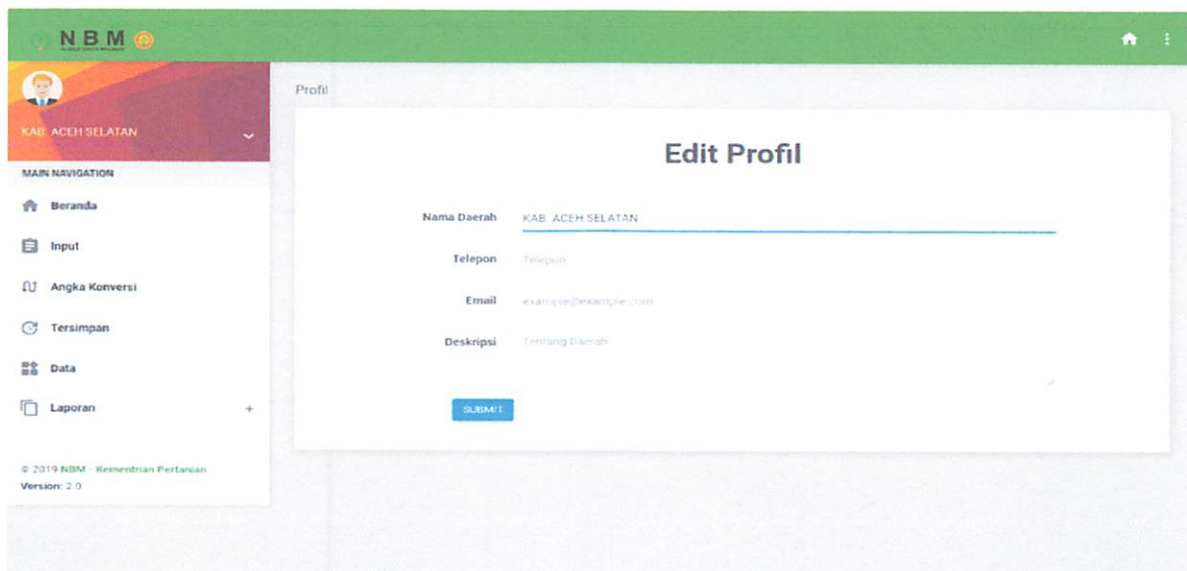 NBM
KAB. ACEH SELATAN
MAIN NAVIGATION
Beranda
Input
Angka Konversi
Tersimpan
Data
Laporan +
© 2019 NBM - Kementrian Pertanian
Version: 2.0
Profil
Edit Profil
Nama Daerah KAB. ACEH SELATAN
Telepon Telepon
Email example@example.com
Deskripsi Tentang Daerah
SUBMIT